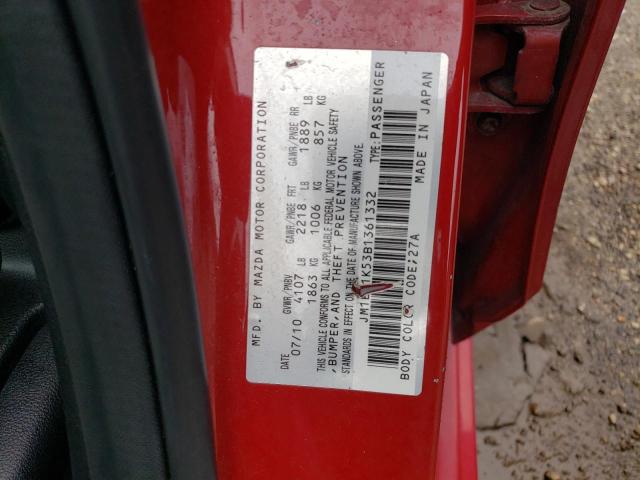 MFD. BY MAZDA MOTOR CORPORATION
DATE GVWR/PNBV GAWR/PNBE FRT GAWR/PNBE RR
07/10 4107 LB 2218 LB 1889 LB
1863 KG 1006 KG 857 KG
THIS VEHICLE CONFORMS TO ALL APPLICABLE FEDERAL MOTOR VEHICLE SAFETY
,BUMPER,AND THEFT PREVENTION
STANDARDS IN EFFECT ON THE DATE OF MANUFACTURE SHOWN ABOVE.
TYPE:PASSENGER
BODY COLOR CODE;27A MADE IN JAPAN